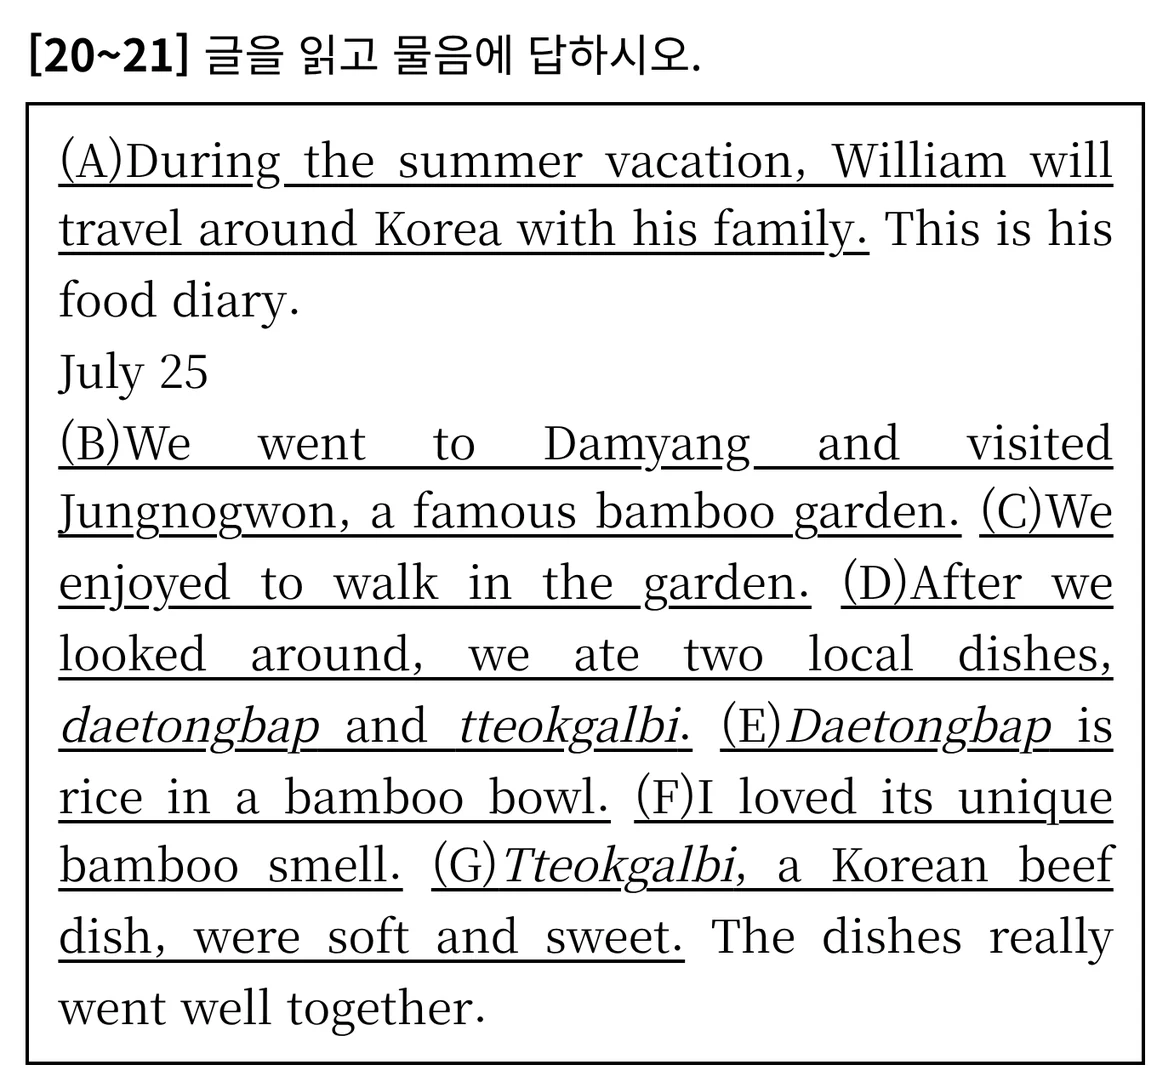 [20~21] 글을 읽고 물음에 답하시오.
(A)During the summer vacation, William will
travel around Korea with his family. This is his
food diary.
July 25
(B)We went to Damyang and visited
Jungnogwon, a famous bamboo garden. (C)We
enjoyed to walk in the garden. (D)After we
looked around, we ate two local dishes,
daetongbap and tteokgalbi. (E)Daetongbap is
rice in a bamboo bowl. (F)I loved its unique
bamboo smell. (G)Tteokgalbi, a Korean beef
dish, were soft and sweet. The dishes really
went well together.